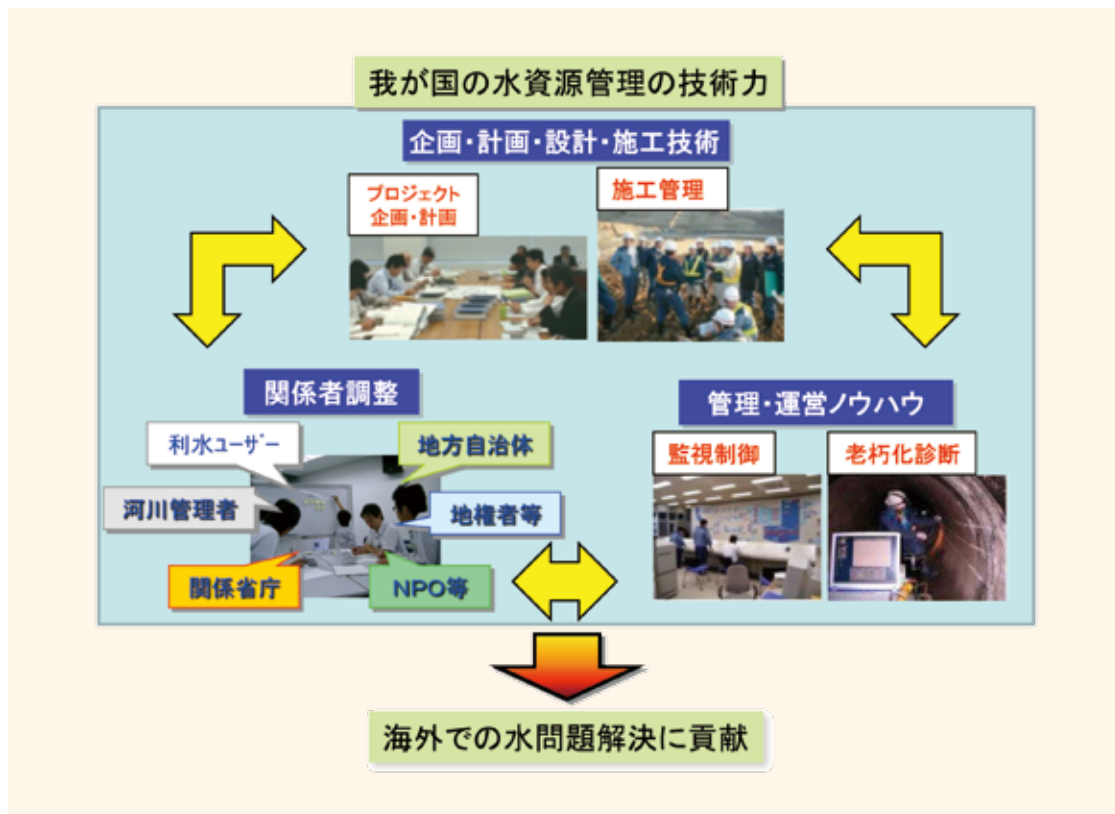 我が国の水資源管理の技術力
企画・計画・設計・施工技術
プロジェクト
企画・計画
施工管理
関係者調整
利水ユーザー
地方自治体
河川管理者
地権者等
関係省庁
NPO等
管理・運営ノウハウ
監視制御
老朽化診断
海外での水問題解決に貢献